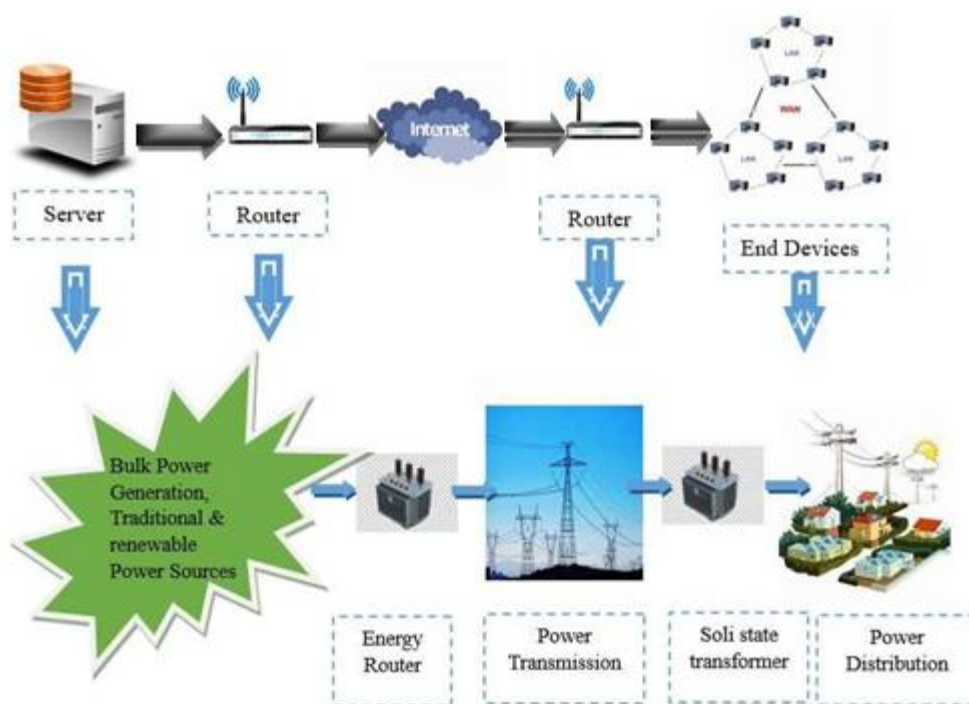 LAN
WAN
LAN
LAN
Internet
Server
Router
Router
End Devices
Bulk Power
Generation,
Traditional &
renewable
Power Sources
Energy
Router
Power
Transmission
Soli state
transformer
Power
Distribution